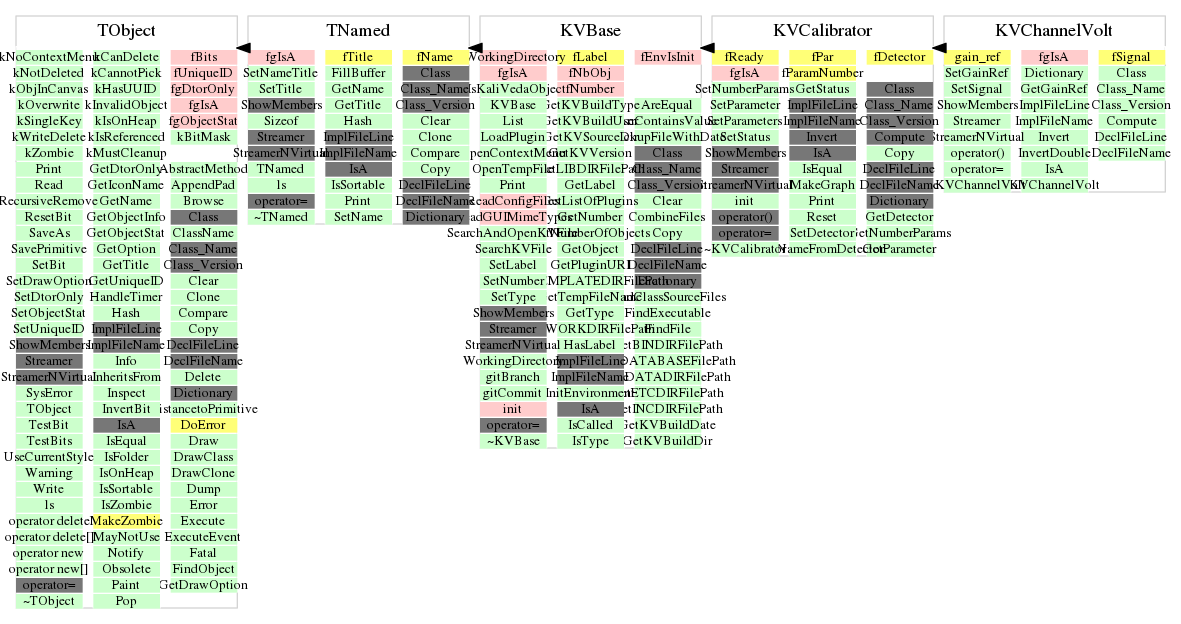 TObject
kNoContextMenu
kNotDeleted
kObjInCanvas
kOverwrite
kSingleKey
kWriteDelete
kZombie
Print
Read
RecursiveRemove
ResetBit
SaveAs
SavePrimitive
SetBit
SetDrawOption
SetDtorOnly
SetObjectStat
SetUniqueID
ShowMembers
Streamer
StreamerNVirtual
SysError
TObject
TestBit
TestBits
UseCurrentStyle
Warning
Write
ls
operator delete
operator delete[]
operator new
operator new[]
operator=
~TObject
kCanDelete
kCannotPick
kHasUUID
kInvalidObject
kIsOnHeap
kIsReferenced
kMustCleanup
GetDtorOnly
GetIconName
GetName
GetObjectInfo
GetObjectStat
GetOption
GetTitle
GetUniqueID
HandleTimer
Hash
ImplFileLine
ImplFileName
Info
InheritsFrom
Inspect
InvertBit
IsA
IsEqual
IsFolder
IsOnHeap
IsSortable
IsZombie
MakeZombie
MayNotUse
Notify
Obsolete
Paint
Pop
fBits
fUniqueID
fgDtorOnly
fgIsA
fgObjectStat
kBitMask
AbstractMethod
AppendPad
Browse
Class
ClassName
Class_Name
Class_Version
Clear
Clone
Compare
Copy
DeclFileLine
DeclFileName
Delete
Dictionary
istancetoPrimitive
DoError
Draw
DrawClass
DrawClone
Dump
Error
Execute
ExecuteEvent
Fatal
FindObject
GetDrawOption
TNamed
fgIsA
SetNameTitle
SetTitle
ShowMembers
Sizeof
Streamer
StreamerNVirtual
TNamed
ls
operator=
~TNamed
fTitle
FillBuffer
GetName
GetTitle
Hash
ImplFileLine
ImplFileName
IsA
IsSortable
Print
SetName
fName
Class
Class_Name
Class_Version
Clear
Clone
Compare
Copy
DeclFileLine
DeclFileName
Dictionary
KVBase
WorkingDirectory
fgIsA
IsKaliVedaObject
KVBase
List
LoadPlugin
OpenContextMenu
OpenTempFile
Print
ReadConfigFiles
ReadGUIMimeTypes
SearchAndOpenKVFile
SearchKVFile
SetLabel
SetNumber
SetType
ShowMembers
Streamer
StreamerNVirtual
WorkingDirectory
gitBranch
gitCommit
init
operator=
~KVBase
fLabel
fNbObj
fNumber
GetKVBuildType
GetKVBuildUser
GetKVSourceDir
GetKVVersion
GetLIBDIRFilePath
GetLabel
GetListOfPlugins
GetNumber
GetNumberOfObjects
GetObject
GetPluginURI
GetTEMPLATEDIRFilePath
GetTempFileName
GetType
GetWORKDIRFilePath
HasLabel
ImplFileLine
ImplFileName
InitEnvironment
IsA
IsCalled
IsType
fEnvIsInit
AreEqual
BackupFileWithDate
Class
Class_Name
Class_Version
Clear
CombineFiles
Copy
DeclFileLine
DeclFileName
Dictionary
FindClassSourceFiles
FindExecutable
FindFile
GetBINDIRFilePath
GetDATABASEFilePath
GetDATADIRFilePath
GetETCDIRFilePath
GetINCDIRFilePath
GetKVBuildDate
GetKVBuildDir
KVCalibrator
fReady
fgIsA
SetNumberParams
SetParameter
SetParameters
SetStatus
ShowMembers
Streamer
StreamerNVirtual
init
operator()
operator=
~KVCalibrator
fPar
fParamNumber
GetStatus
ImplFileLine
ImplFileName
Invert
IsA
IsEqual
MakeGraph
Print
Reset
SetDetector
SetNameFromDetector
fDetector
Class
Class_Name
Class_Version
Compute
Copy
DeclFileLine
DeclFileName
Dictionary
GetDetector
GetNumberParams
GetParameter
KVChannelVolt
gain_ref
SetGainRef
SetSignal
ShowMembers
Streamer
StreamerNVirtual
operator()
operator=
~KVChannelVolt
fgIsA
Dictionary
GetGainRef
ImplFileLine
ImplFileName
Invert
InvertDouble
IsA
KVChannelVolt
fSignal
Class
Class_Name
Class_Version
Compute
DeclFileLine
DeclFileName